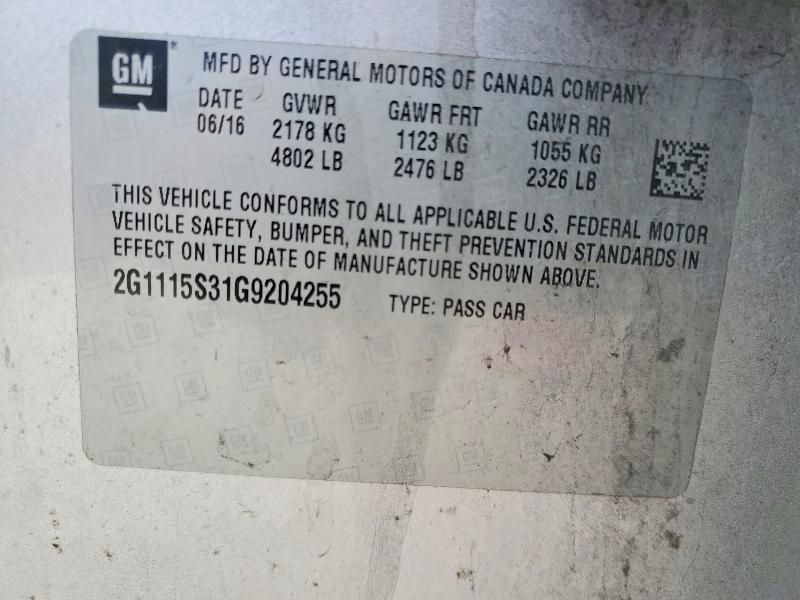 GM
MFD BY GENERAL MOTORS OF CANADA COMPANY
DATE GVWR GAWR FRT GAWR RR
06/16 2178 KG 1123 KG 1055 KG
4802 LB 2476 LB 2326 LB
THIS VEHICLE CONFORMS TO ALL APPLICABLE U.S. FEDERAL MOTOR
VEHICLE SAFETY, BUMPER, AND THEFT PREVENTION STANDARDS IN
EFFECT ON THE DATE OF MANUFACTURE SHOWN ABOVE.
2G1115S31G9204255 TYPE: PASS CAR